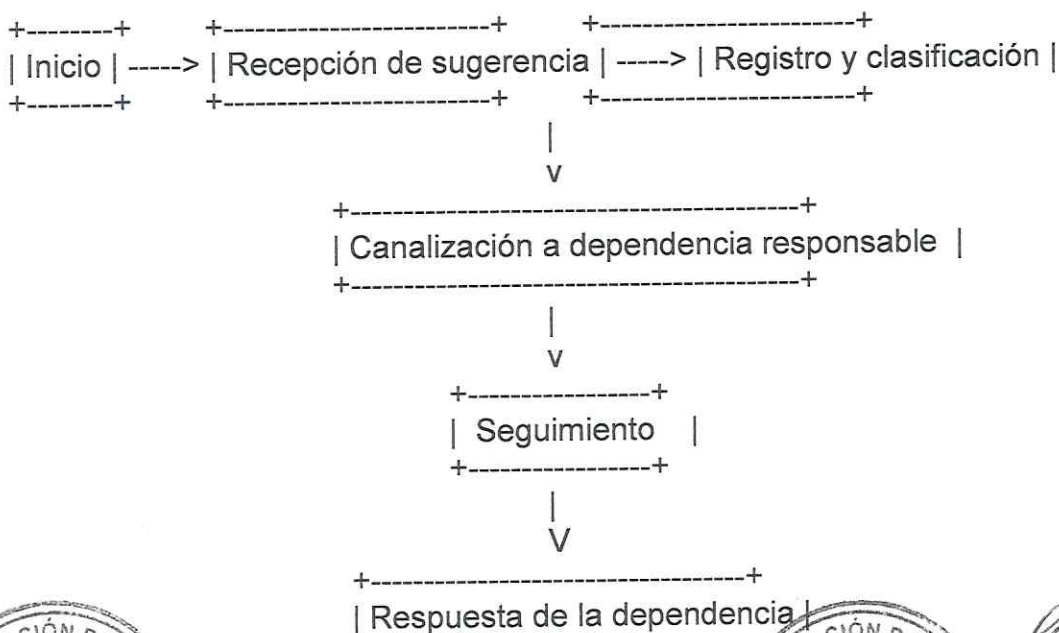 +--------+ +-------------------------+ +------------------------+
| Inicio | -----> | Recepción de sugerencia | -----> | Registro y clasificación |
+--------+ +-------------------------+ +------------------------+
|
v
+------------------------------------------+
| Canalización a dependencia responsable |
+------------------------------------------+
|
v
+-----------------+
| Seguimiento |
+-----------------+
|
V
+-----------------------------------+
| Respuesta de la dependencia |